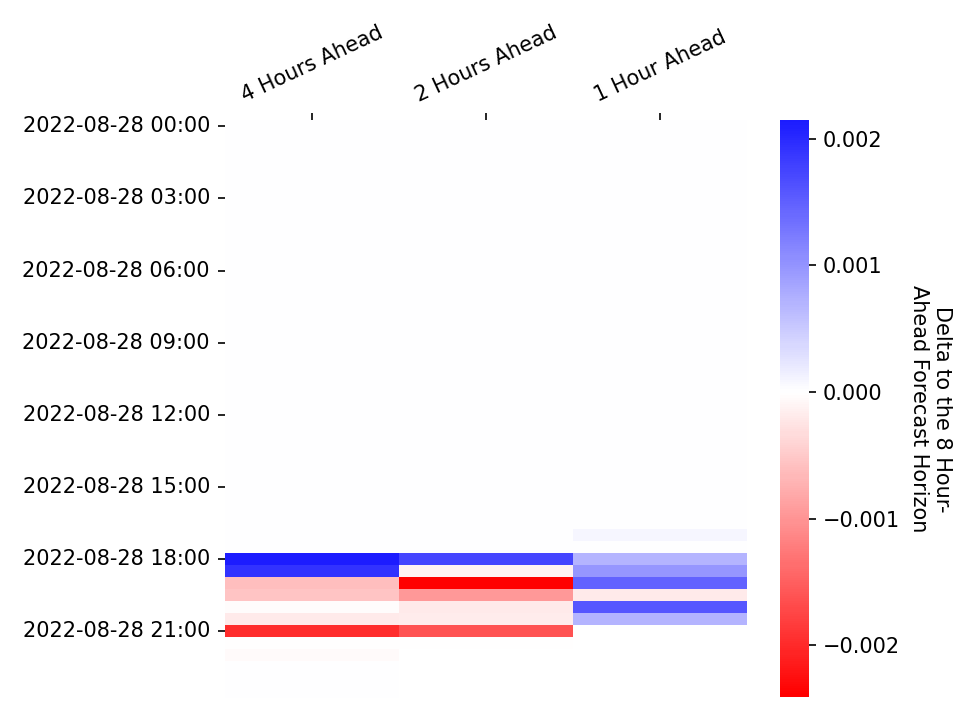 4 Hours Ahead
2 Hours Ahead
1 Hour Ahead
2022-08-28 00:00
2022-08-28 03:00
2022-08-28 06:00
2022-08-28 09:00
2022-08-28 12:00
2022-08-28 15:00
2022-08-28 18:00
2022-08-28 21:00
0.002
0.001
0.000
−0.001
−0.002
Delta to the 8 Hour-
Ahead Forecast Horizon